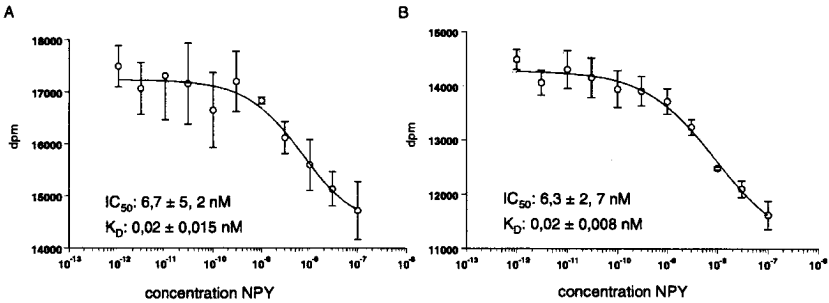 A
18000
17000
16000
15000
14000
dpm
IC₅₀: 6,7 ± 5, 2 nM
K_D: 0,02 ± 0,015 nM
10⁻¹³ 10⁻¹² 10⁻¹¹ 10⁻¹⁰ 10⁻⁹ 10⁻⁸ 10⁻⁷ 10⁻⁶
concentration NPY
B
15000
14000
13000
12000
11000
dpm
IC₅₀: 6,3 ± 2, 7 nM
K_D: 0,02 ± 0,008 nM
10⁻¹³ 10⁻¹² 10⁻¹¹ 10⁻¹⁰ 10⁻⁹ 10⁻⁸ 10⁻⁷ 10⁻⁶
concentration NPY